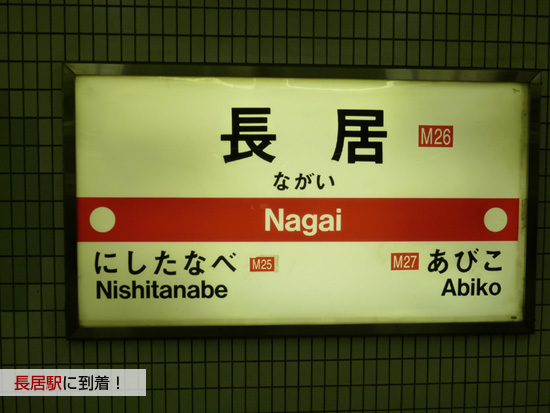 長居 M26
ながい
Nagai
にしたなべ M25 M27 あびこ
Nishitanabe Abiko
長居駅に到着！